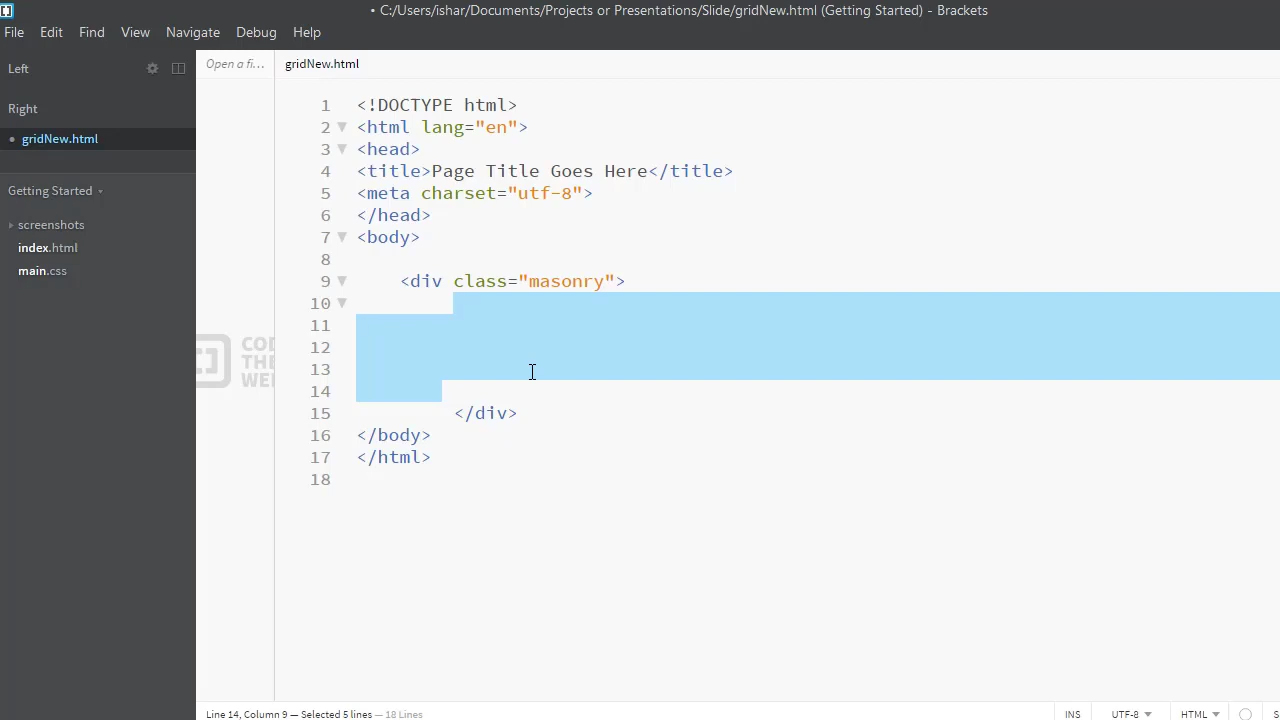 • C:/Users/ishar/Documents/Projects or Presentations/Slide/gridNew.html (Getting Started) - Brackets
File Edit Find View Navigate Debug Help
Left
Open a fi... gridNew.html
Right
• gridNew.html
Getting Started
screenshots
index.html
main.css
1 <!DOCTYPE html>
2 <html lang="en">
3 <head>
4 <title>Page Title Goes Here</title>
5 <meta charset="utf-8">
6 </head>
7 <body>
8
9 <div class="masonry">
10
11
12
13
14
15 </div>
16 </body>
17 </html>
18
Line 14, Column 9 — Selected 5 lines — 18 Lines
INS UTF-8 HTML